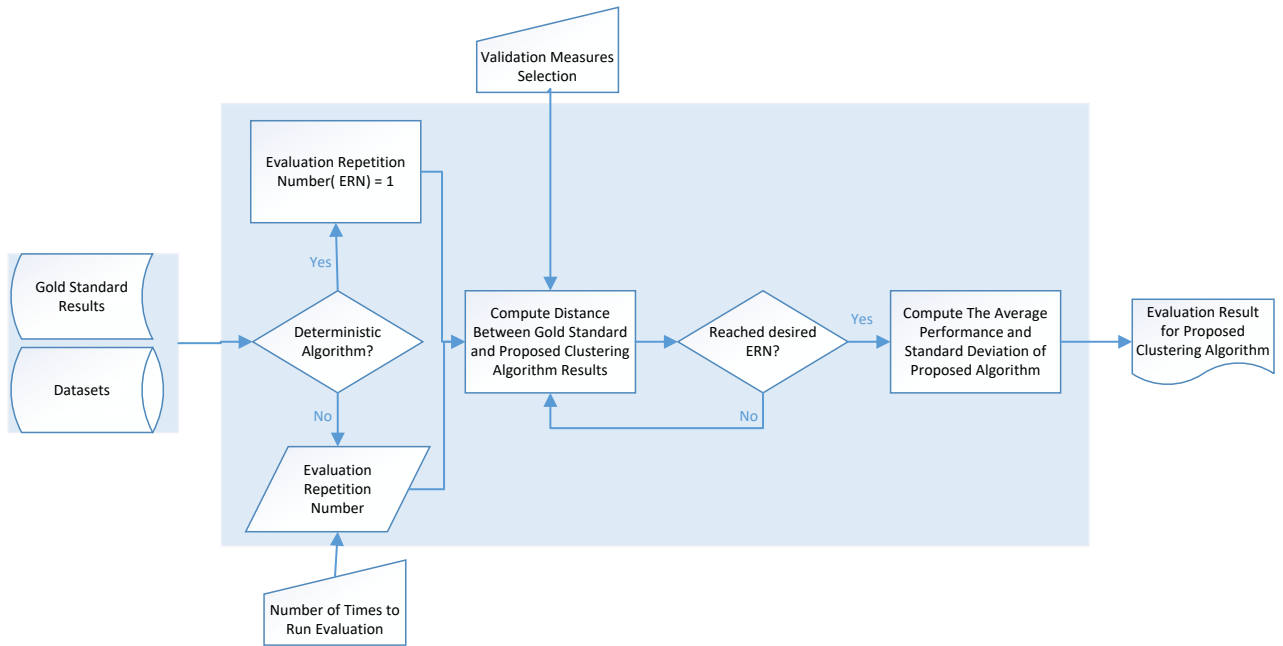 Validation Measures
Selection
Evaluation Repetition
Number( ERN) = 1
Yes
Gold Standard
Results
Datasets
Deterministic
Algorithm?
No
Evaluation
Repetition
Number
Number of Times to
Run Evaluation
Compute Distance
Between Gold Standard
and Proposed Clustering
Algorithm Results
Reached desired
ERN?
Yes
No
Compute The Average
Performance and
Standard Deviation of
Proposed Algorithm
Evaluation Result
for Proposed
Clustering Algorithm